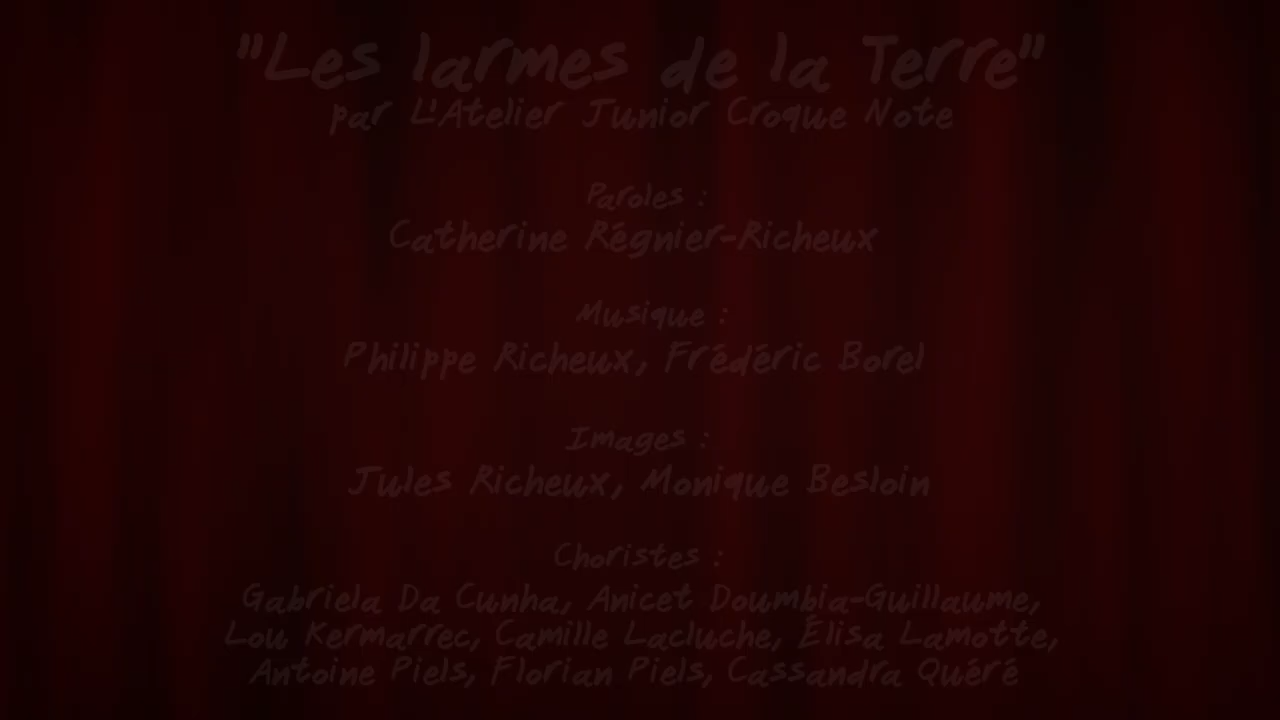 "Les larmes de la Terre"
par L'Atelier Junior Croque Note
Paroles :
Catherine Régnier-Richeux
Musique :
Philippe Richeux, Frédéric Borel
Images :
Jules Richeux, Monique Besloin
Choristes :
Gabriela Da Cunha, Anicet Doumbia-Guillaume,
Lou Kermarrec, Camille Lacluche, Élisa Lamotte,
Antoine Piels, Florian Piels, Cassandra Quéré